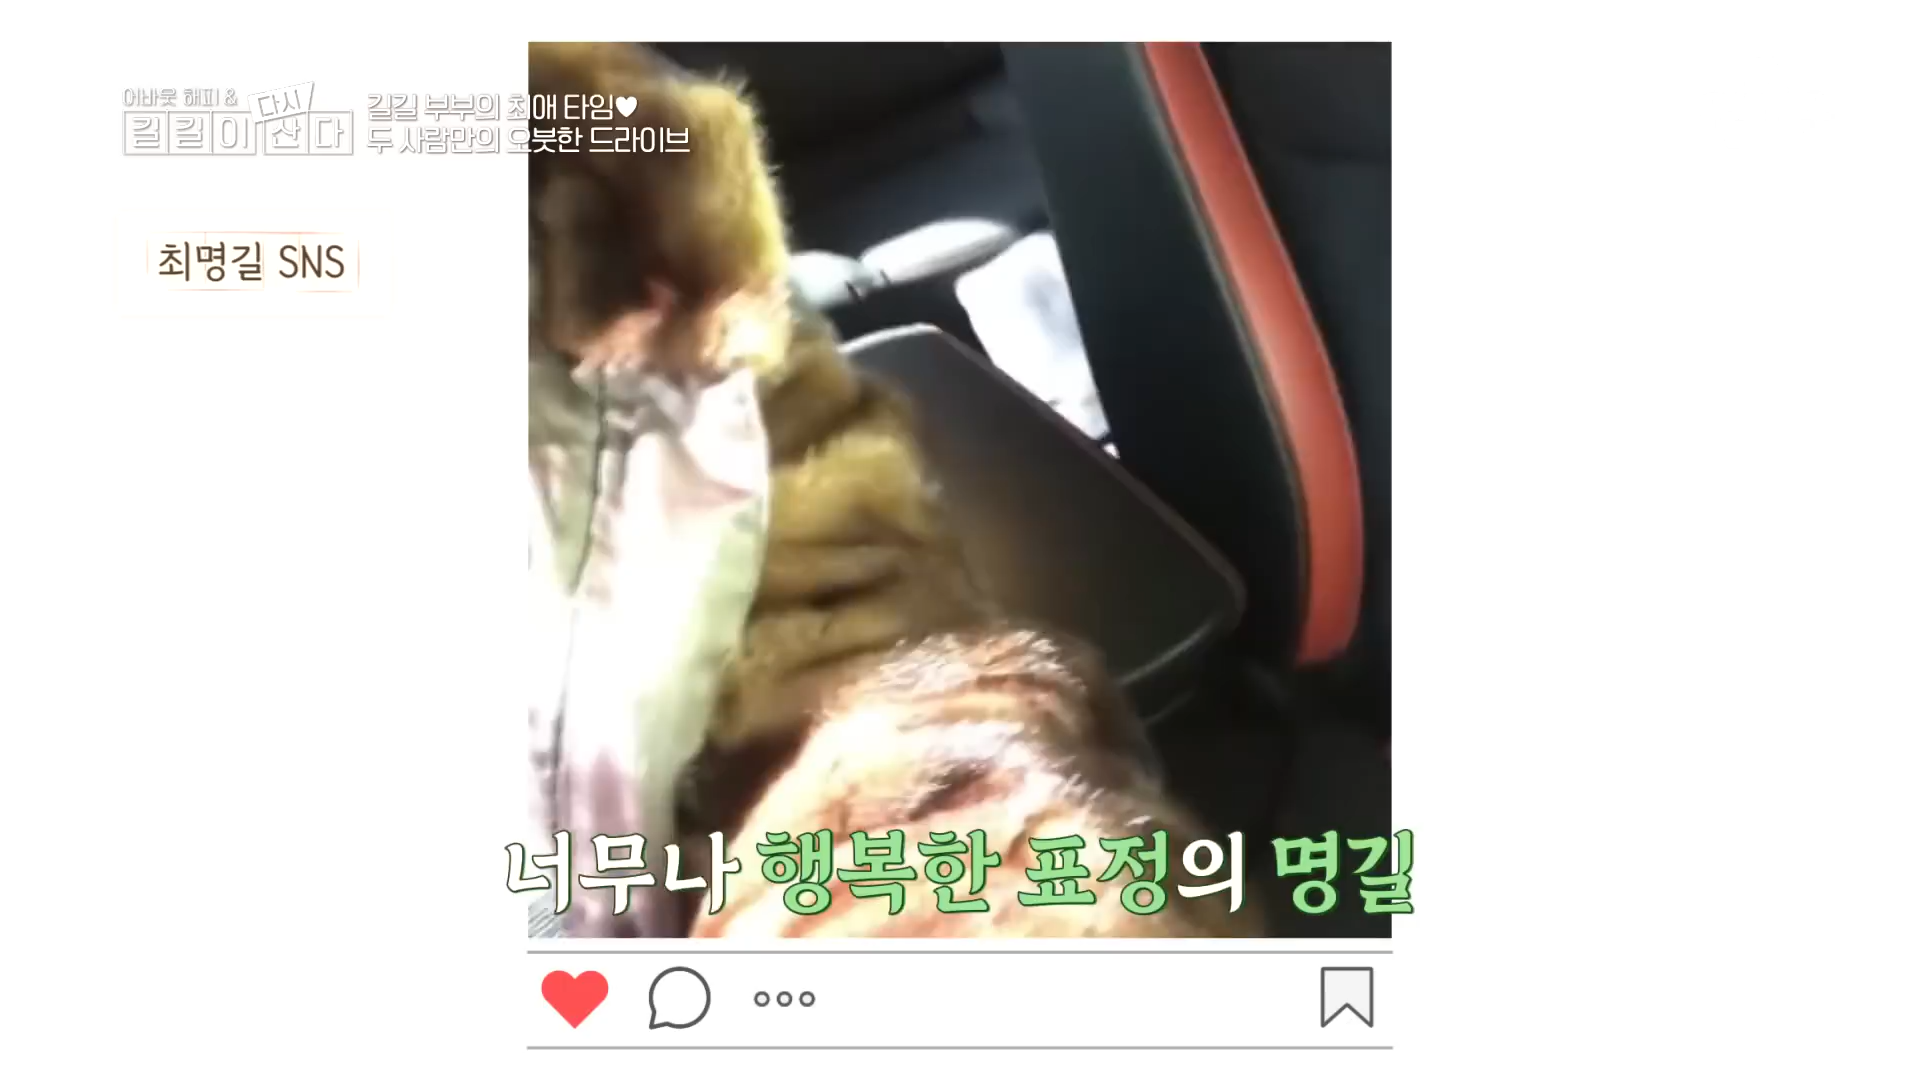 어바웃 해피 &
길길이 다시 산다
길길 부부의 최애 타임♥
두 사람만의 오붓한 드라이브
최명길 SNS
너무나 행복한 표정의 명길